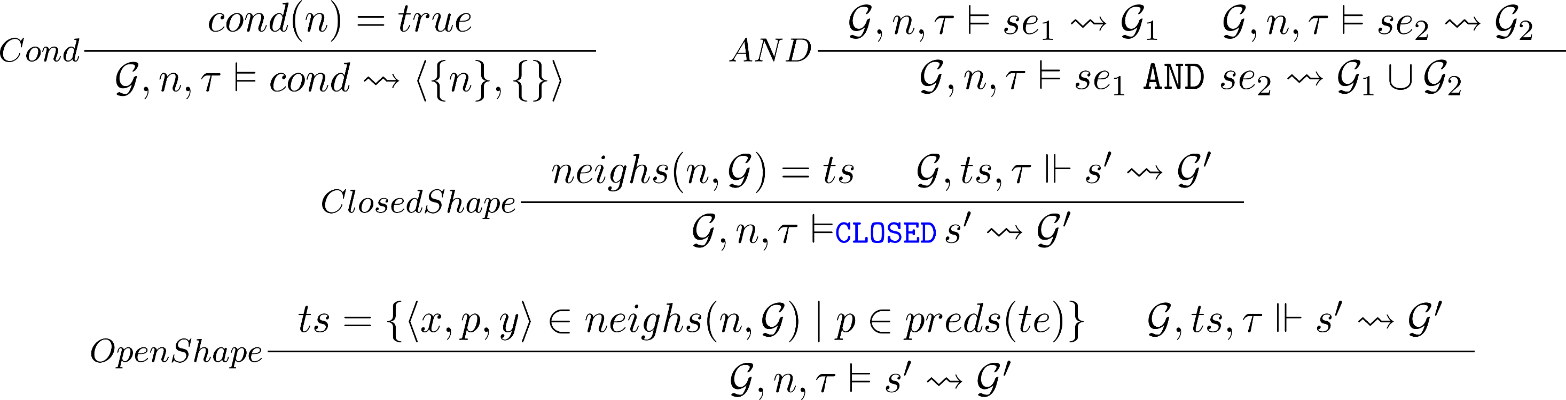 Cond cond(n) = true
𝒢, n, τ ⊨ cond ⇝ ⟨{n}, {}⟩
AND 𝒢, n, τ ⊨ se₁ ⇝ 𝒢₁ 𝒢, n, τ ⊨ se₂ ⇝ 𝒢₂
𝒢, n, τ ⊨ se₁ AND se₂ ⇝ 𝒢₁ ∪ 𝒢₂
ClosedShape neighs(n, 𝒢) = ts 𝒢, ts, τ ⊩ s′ ⇝ 𝒢′
𝒢, n, τ ⊨CLOSED s′ ⇝ 𝒢′
OpenShape ts = {⟨x, p, y⟩ ∈ neighs(n, 𝒢) | p ∈ preds(te)} 𝒢, ts, τ ⊩ s′ ⇝ 𝒢′
𝒢, n, τ ⊨ s′ ⇝ 𝒢′